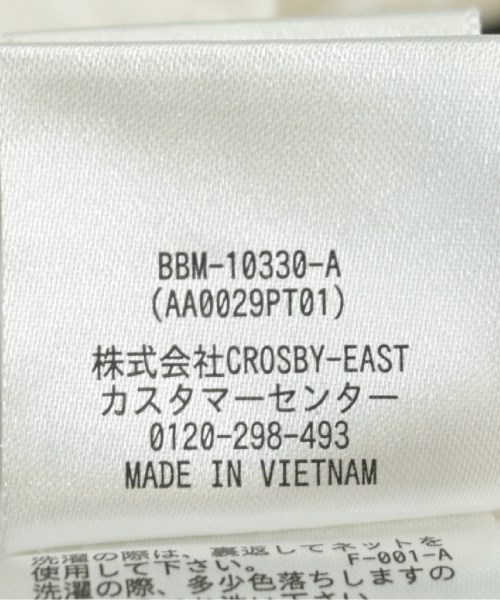 BBM-10330-A
(AA0029PT01)
株式会社CROSBY-EAST
カスタマーセンター
0120-298-493
MADE IN VIETNAM
洗濯の際は、裏返してネットを
使用して下さい。 F-001-A
洗濯の際、多少色落ちしますの